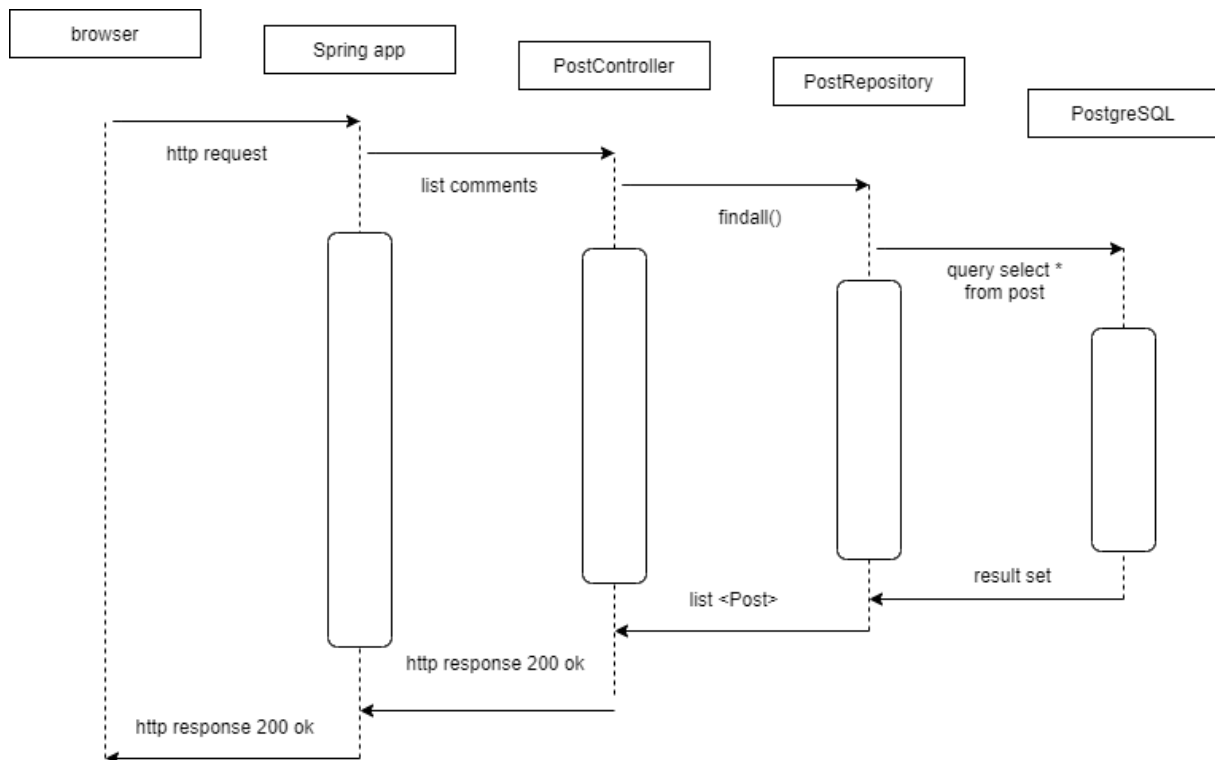 browser
Spring app
PostController
PostRepository
PostgreSQL
http request
list comments
findall()
query select *
from post
result set
list <Post>
http response 200 ok
http response 200 ok